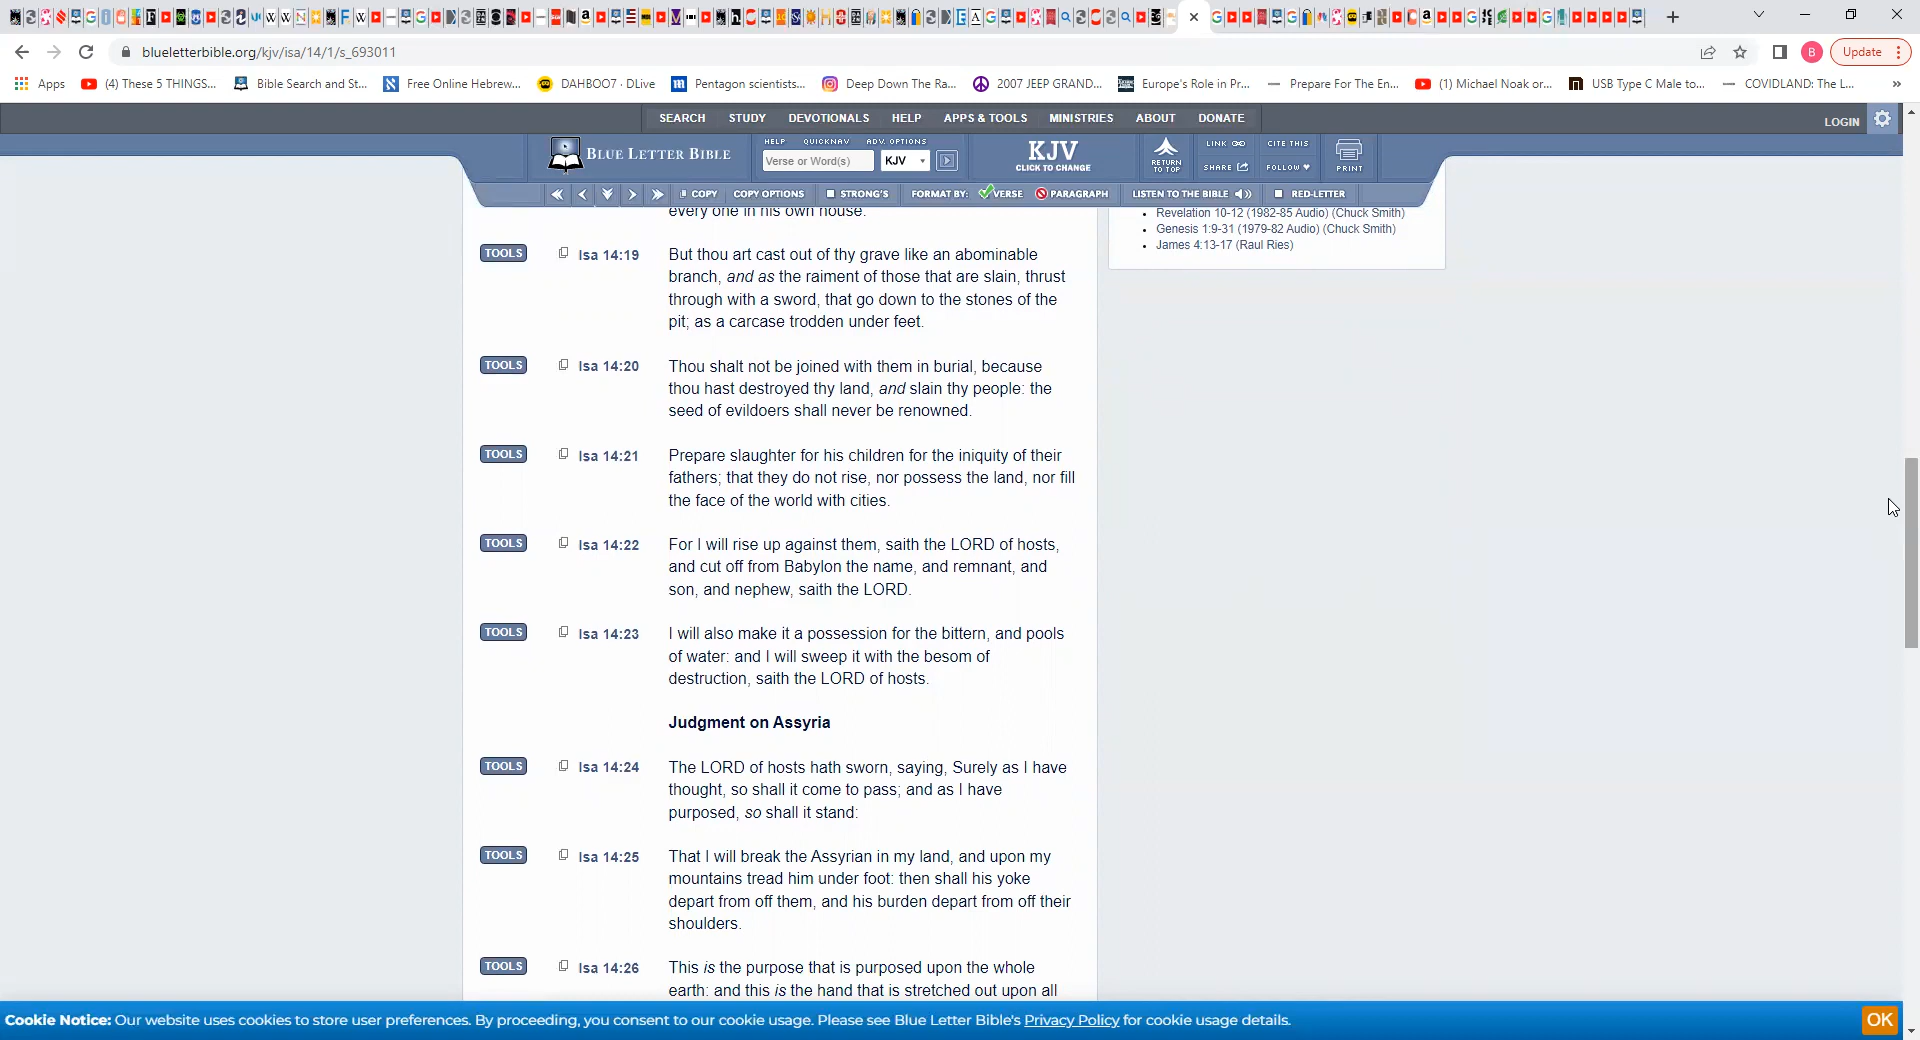 blueletterbible.org/kjv/isa/14/1/s_693011
B
Update
Apps
(4) These 5 THINGS...
Bible Search and St...
Free Online Hebrew...
DAHBOO7 · DLive
Pentagon scientists...
Deep Down The Ra...
2007 JEEP GRAND...
Europe's Role in Pr...
Prepare For The En...
(1) Michael Noak or...
USB Type C Male to...
COVIDLAND: The L...
»
SEARCH STUDY DEVOTIONALS HELP APPS & TOOLS MINISTRIES ABOUT DONATE
LOGIN
BLUE LETTER BIBLE
HELP QUICKNAV ADV. OPTIONS
Verse or Word(s)
KJV
KJV
CLICK TO CHANGE
RETURN
TO TOP
LINK
SHARE
CITE THIS
FOLLOW
PRINT
COPY COPY OPTIONS STRONG'S FORMAT BY: VERSE PARAGRAPH LISTEN TO THE BIBLE RED-LETTER
every one in his own house.
TOOLS Isa 14:19 But thou art cast out of thy grave like an abominable
branch, and as the raiment of those that are slain, thrust
through with a sword, that go down to the stones of the
pit; as a carcase trodden under feet.
TOOLS Isa 14:20 Thou shalt not be joined with them in burial, because
thou hast destroyed thy land, and slain thy people: the
seed of evildoers shall never be renowned.
TOOLS Isa 14:21 Prepare slaughter for his children for the iniquity of their
fathers; that they do not rise, nor possess the land, nor fill
the face of the world with cities.
TOOLS Isa 14:22 For I will rise up against them, saith the LORD of hosts,
and cut off from Babylon the name, and remnant, and
son, and nephew, saith the LORD.
TOOLS Isa 14:23 I will also make it a possession for the bittern, and pools
of water: and I will sweep it with the besom of
destruction, saith the LORD of hosts.
Judgment on Assyria
TOOLS Isa 14:24 The LORD of hosts hath sworn, saying, Surely as I have
thought, so shall it come to pass; and as I have
purposed, so shall it stand:
TOOLS Isa 14:25 That I will break the Assyrian in my land, and upon my
mountains tread him under foot: then shall his yoke
depart from off them, and his burden depart from off their
shoulders.
TOOLS Isa 14:26 This is the purpose that is purposed upon the whole
earth: and this is the hand that is stretched out upon all
Revelation 10-12 (1982-85 Audio) (Chuck Smith)
Genesis 1:9-31 (1979-82 Audio) (Chuck Smith)
James 4:13-17 (Raul Ries)
Cookie Notice: Our website uses cookies to store user preferences. By proceeding, you consent to our cookie usage. Please see Blue Letter Bible's Privacy Policy for cookie usage details.
OK